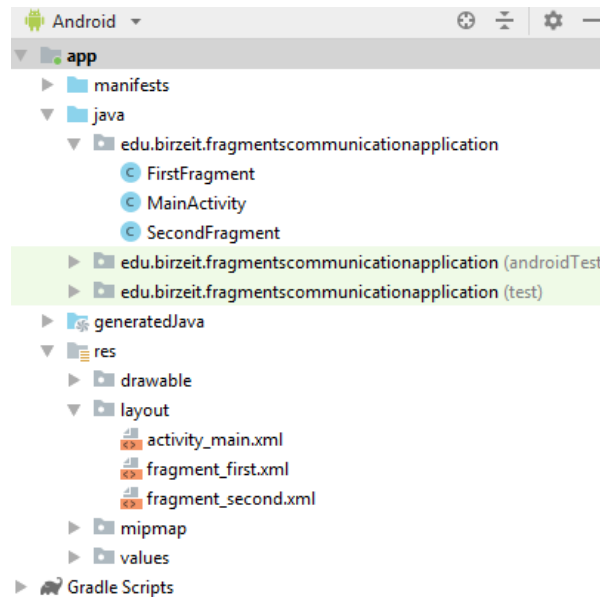 Android
app
manifests
java
edu.birzeit.fragmentscommunicationapplication
FirstFragment
MainActivity
SecondFragment
edu.birzeit.fragmentscommunicationapplication (androidTest
edu.birzeit.fragmentscommunicationapplication (test)
generatedJava
res
drawable
layout
activity_main.xml
fragment_first.xml
fragment_second.xml
mipmap
values
Gradle Scripts